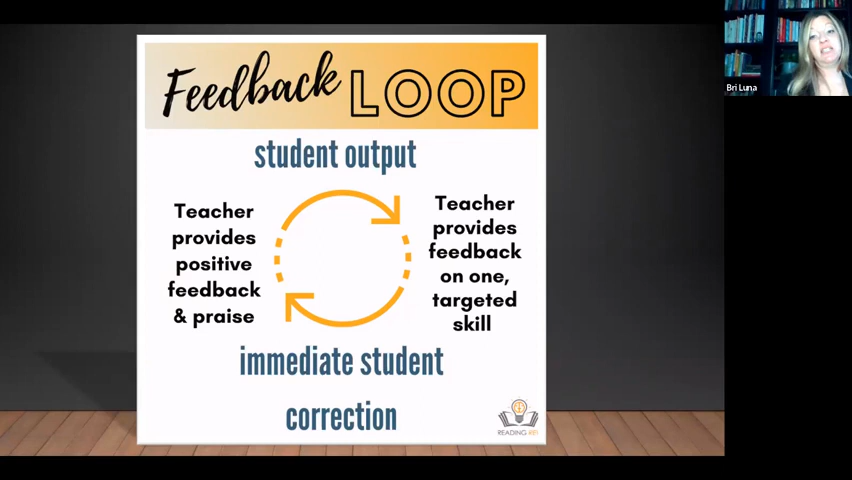 Feedback LOOP
student output
Teacher
provides
positive
feedback
& praise
Teacher
provides
feedback
on one,
targeted
skill
immediate student
correction
READING
Bri Luna